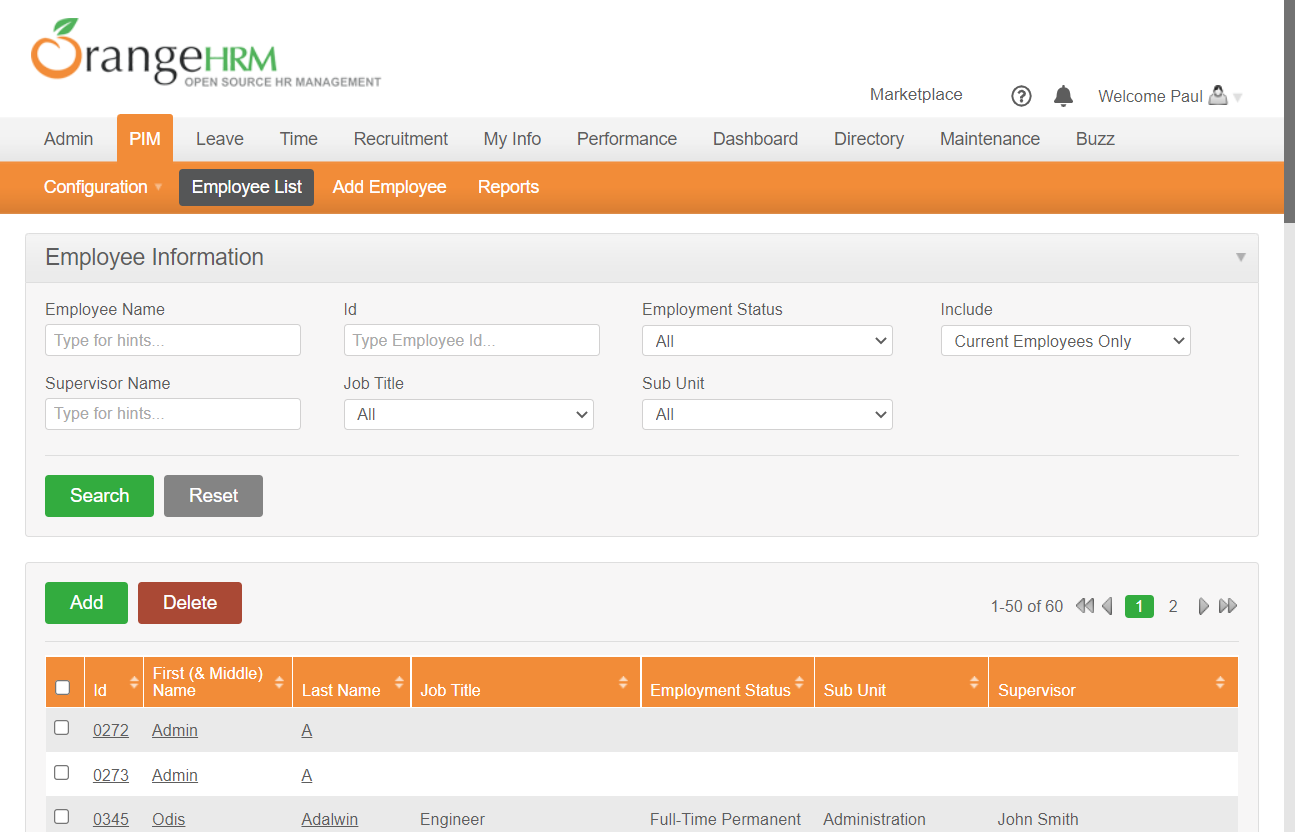 OrangeHRM
OPEN SOURCE HR MANAGEMENT
Marketplace Welcome Paul
Admin PIM Leave Time Recruitment My Info Performance Dashboard Directory Maintenance Buzz
Configuration Employee List Add Employee Reports
Employee Information
Employee Name Id Employment Status Include
Type for hints... Type Employee Id... All Current Employees Only
Supervisor Name Job Title Sub Unit
Type for hints... All All
Search Reset
Add Delete 1-50 of 60 1 2
Id First (& Middle) Name Last Name Job Title Employment Status Sub Unit Supervisor
0272 Admin A
0273 Admin A
0345 Odis Adalwin Engineer Full-Time Permanent Administration John Smith